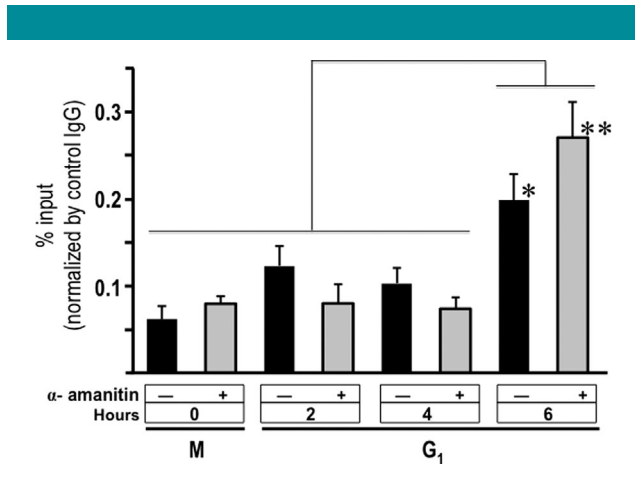 % input
(normalized by control IgG)
0.3
0.2
0.1
*
**
α- amanitin — + — + — + — +
Hours 0 2 4 6
M G₁